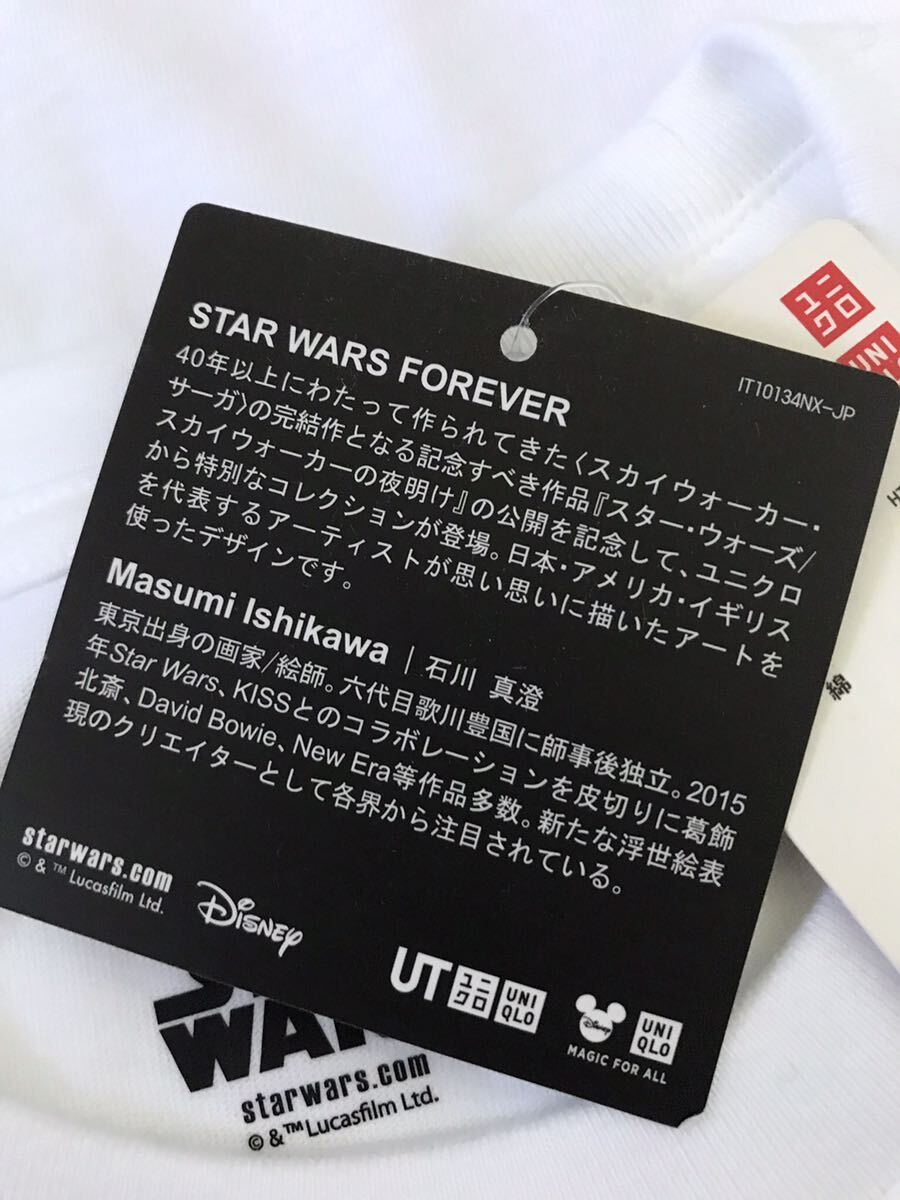 STAR WARS FOREVER
40年以上にわたって作られてきた〈スカイウォーカー・
サーガ〉の完結作となる記念すべき作品『スター・ウォーズ/
スカイウォーカーの夜明け』の公開を記念して、ユニクロ
から特別なコレクションが登場。日本・アメリカ・イギリス
を代表するアーティストが思い思いに描いたアートを
使ったデザインです。
Masumi Ishikawa | 石川 真澄
東京出身の画家/絵師。六代目歌川豊国に師事後独立。2015
年Star Wars、KISSとのコラボレーションを皮切りに葛飾
北斎、David Bowie、New Era等作品多数。新たな浮世絵表
現のクリエイターとして各界から注目されている。
starwars.com
© & ™ Lucasfilm Ltd.
Disney
UT ユニクロ UNIQLO
Disney
MAGIC FOR ALL
UNIQLO
IT10134NX-JP
ユニクロ
UNI
綿
WAR
starwars.com
© &™Lucasfilm Ltd.